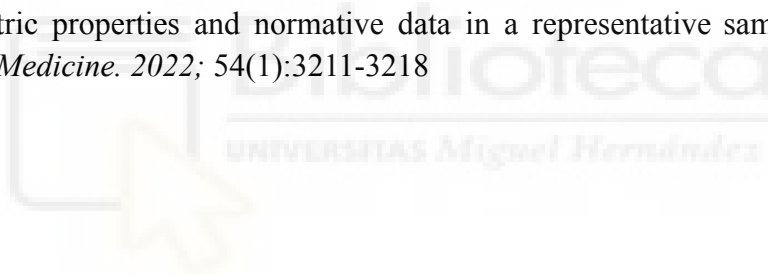 tric properties and normative data in a representative sam
Medicine. 2022; 54(1):3211-3218
Biblioteca
UNIVERSITAS Miguel Hernández